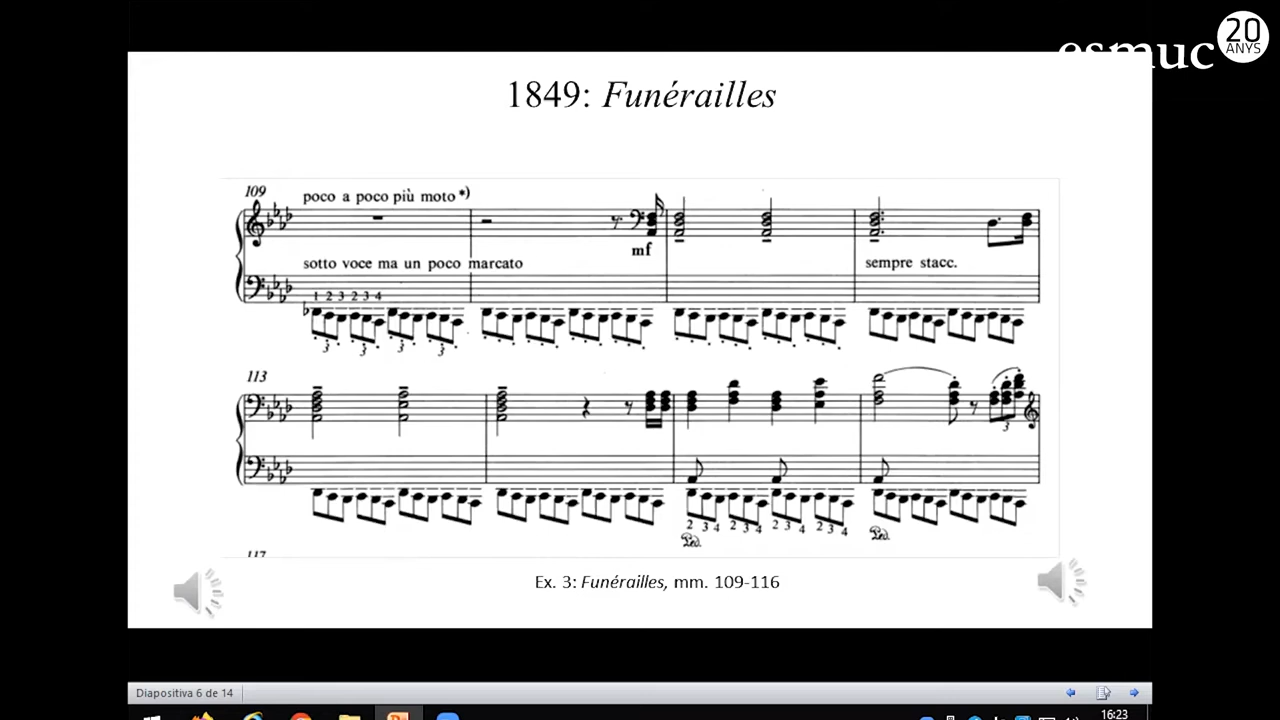 20
ANYS
esmuc
1849: Funérailles
109
poco a poco più moto *)
mf
sotto voce ma un poco marcato
sempre stacc.
1 2 3 2 3 4
3 3 3 3
113
3
2 3 4 2 3 4 2 3 4 2 3 4
Ped. Ped.
117
Ex. 3: Funérailles, mm. 109-116
Diapositiva 6 de 14
16:23